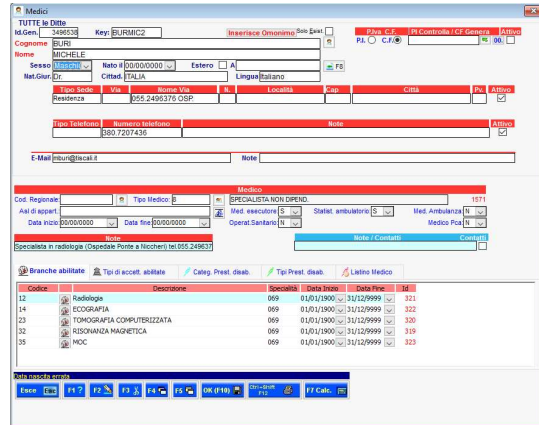 Medici
TUTTE le Ditte
Id.Gen. 3496538 Key: BURMIC2 Inserisce Omonimo Solo Exist. P.Iva C.F. PI Controlla / CF Genera Attivo
Cognome BURI P.I. C.F. 00.
Nome MICHELE
Sesso Maschile Nato il 00/00/0000 Estero A F8
Nat.Giur. Dr. Cittad. ITALIA Lingua Italiano
Tipo Sede Via Nome Via N. Località Cap Città Pv. Attivo
Residenza 055.2496376 OSP.
Tipo Telefono Numero telefono Note Attivo
380.7207436
E-Mail mburi@tiscali.it Note
Medico
Cod. Regionale: Tipo Medico: 8 SPECIALISTA NON DIPEND. 1571
Asl di appart. Med. esecutore: S Statist. ambulatorio: S Med. Ambulanza N
Data inizio: 00/00/0000 Data fine: 00/00/0000 Operat.Sanitario: N Medico Pca: N
Note Note / Contatti Contatti
Specialista in radiologia (Ospedale Ponte a Niccheri) tel.055.249637
Branche abilitate Tipi di accett. abilitate Categ. Prest. disab. Tipi Prest. disab. Listino Medico
Codice Descrizione Specialità Data Inizio Data Fine Id
12 Radiologia 069 01/01/1900 31/12/9999 321
14 ECOGRAFIA 069 01/01/1900 31/12/9999 322
23 TOMOGRAFIA COMPUTERIZZATA 069 01/01/1900 31/12/9999 320
32 RISONANZA MAGNETICA 069 01/01/1900 31/12/9999 319
35 MOC 069 01/01/1900 31/12/9999 323
Data nascita errata
Esce Esc F1 ? F2 F3 F4 F5 OK (F10) Ctrl+Shift F12 F7 Calc.